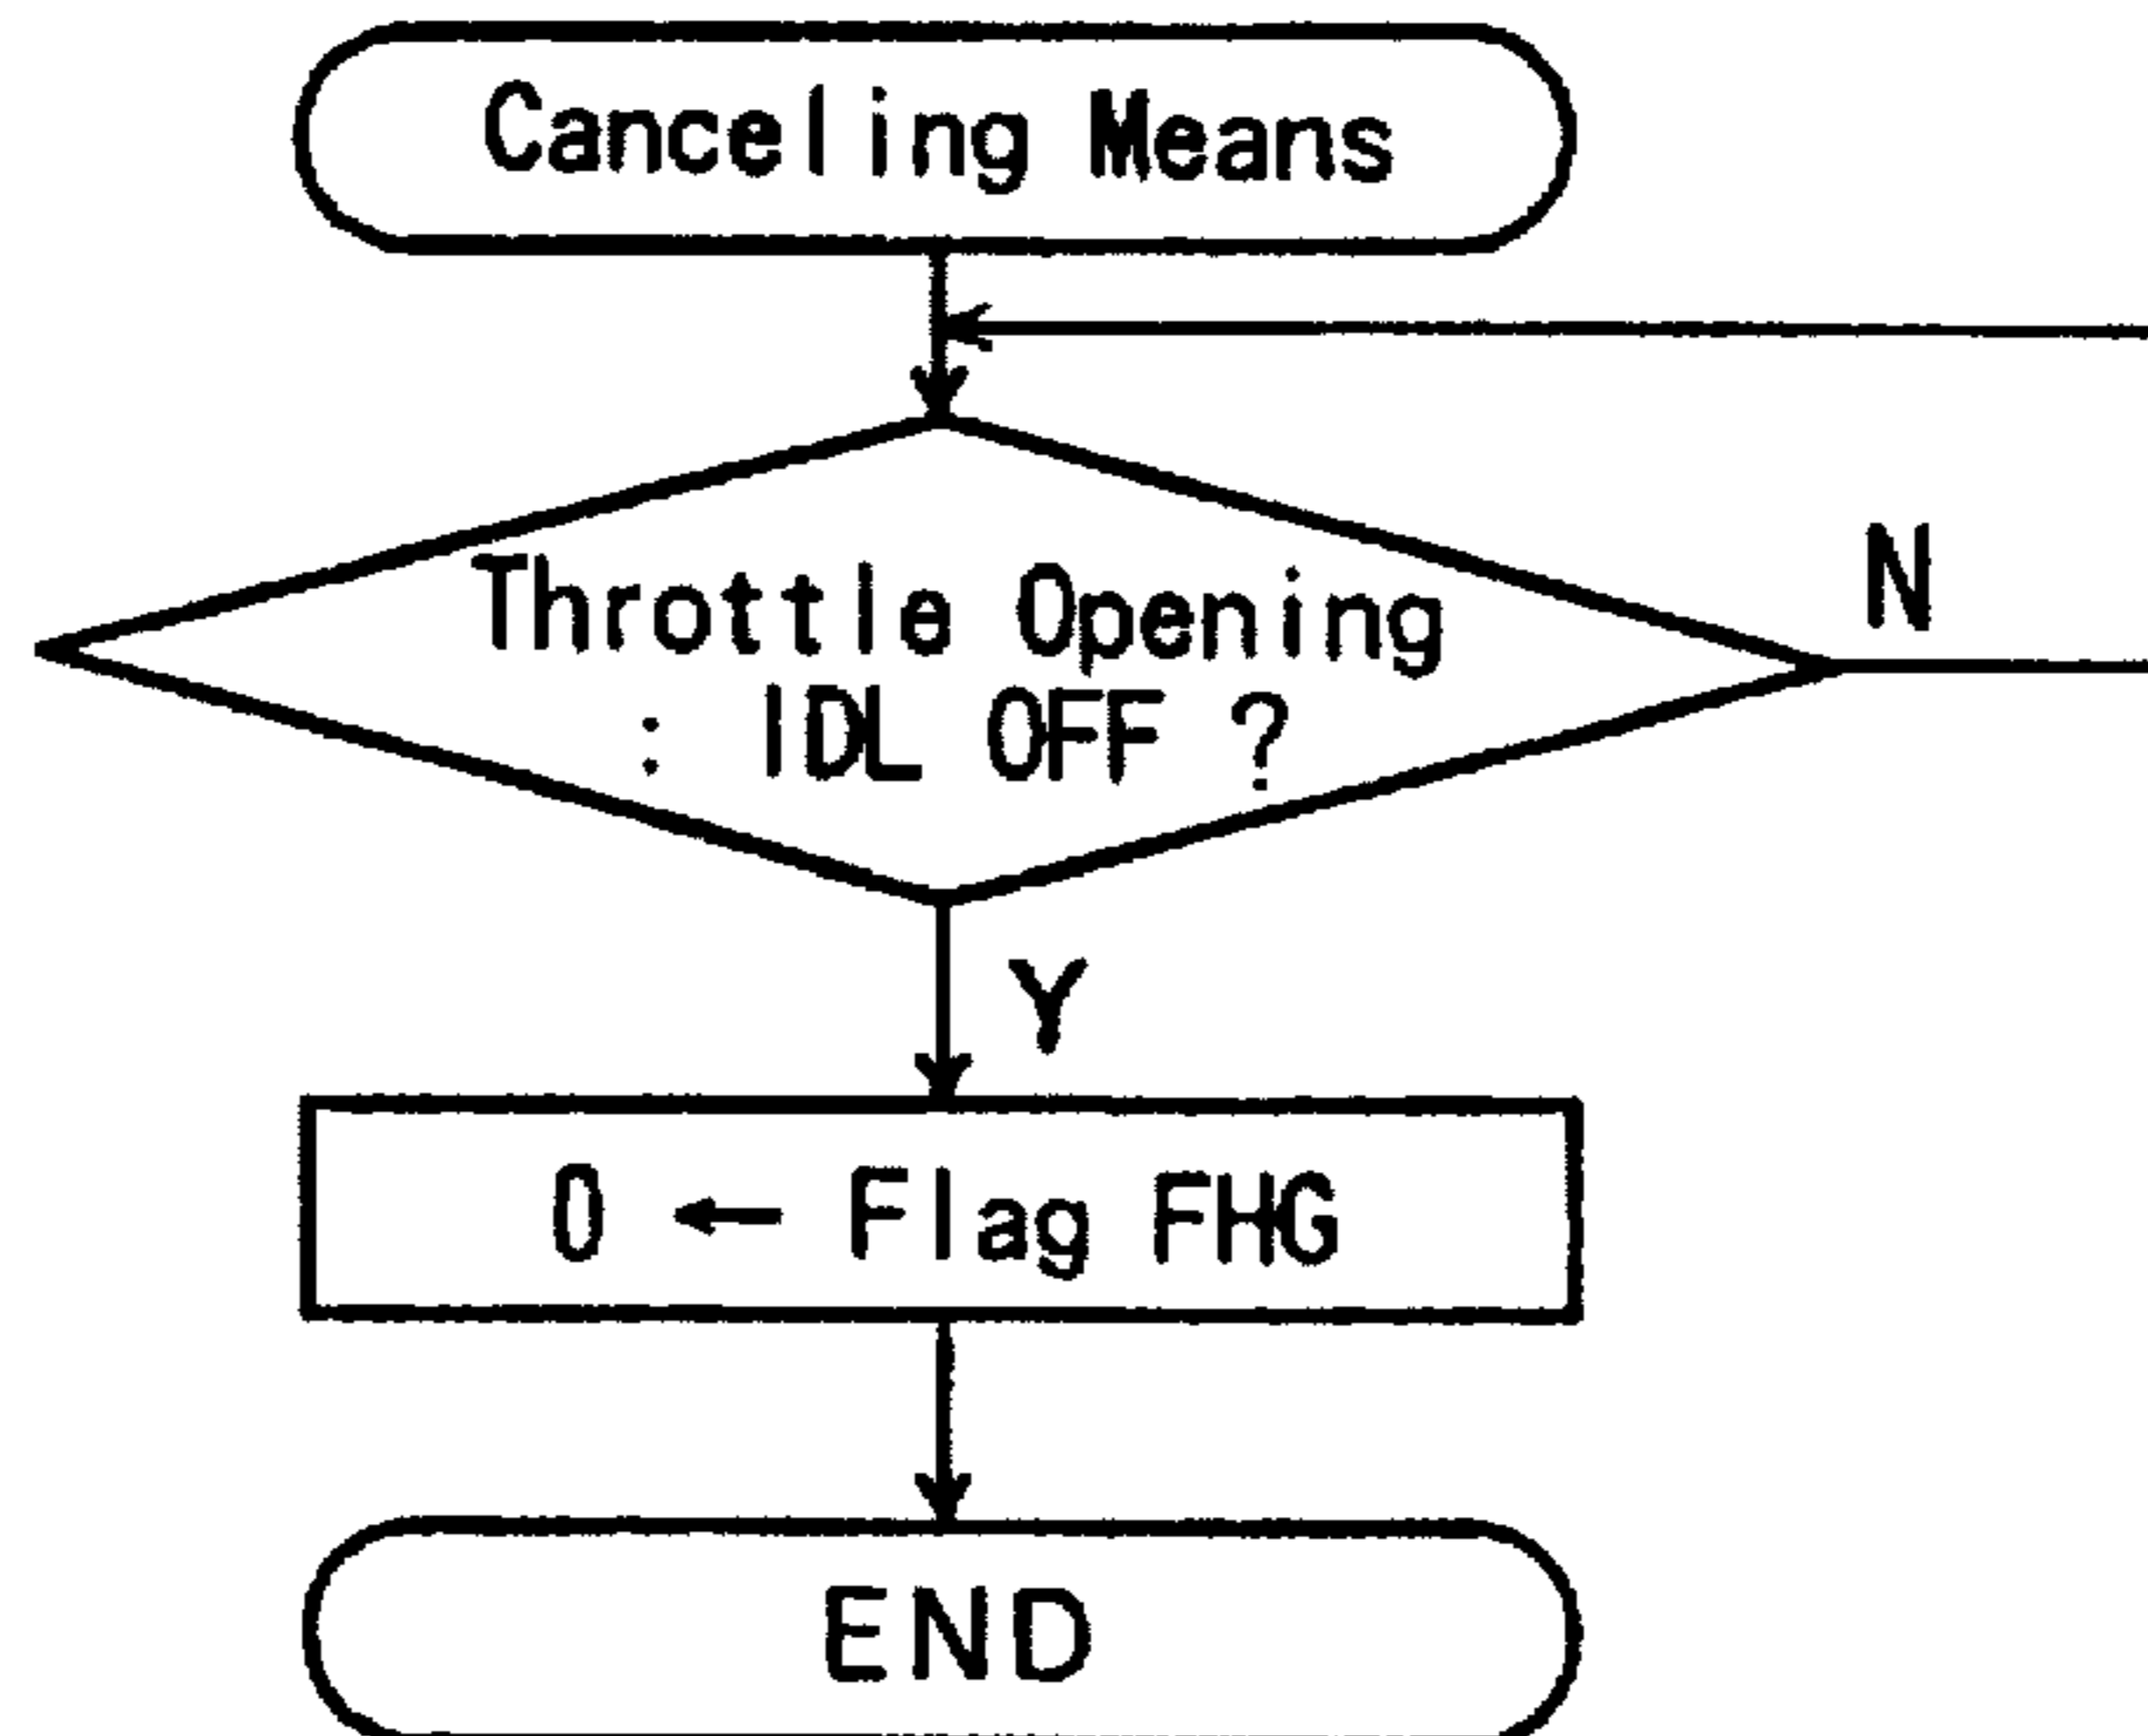 Canceling Means
Throttle Opening
: IDL OFF ?
N
Y
0 ← Flag FHG
END